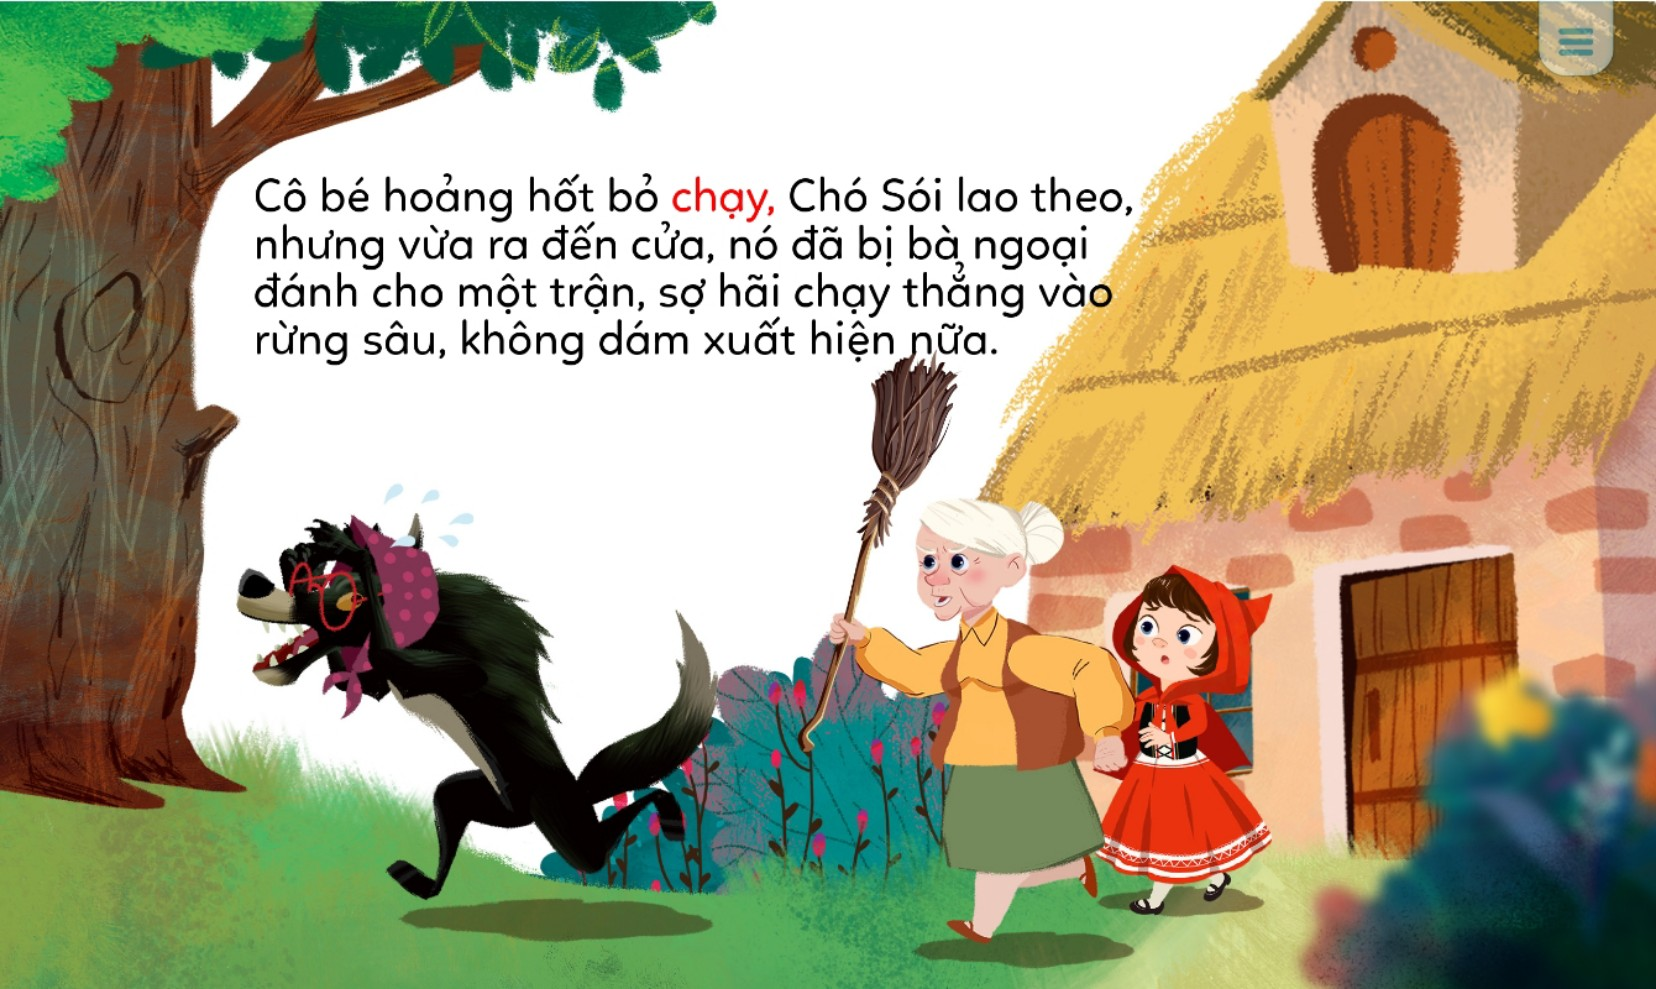 Cô bé hoảng hốt bỏ chạy, Chó Sói lao theo,
nhưng vừa ra đến cửa, nó đã bị bà ngoại
đánh cho một trận, sợ hãi chạy thẳng vào
rừng sâu, không dám xuất hiện nữa.